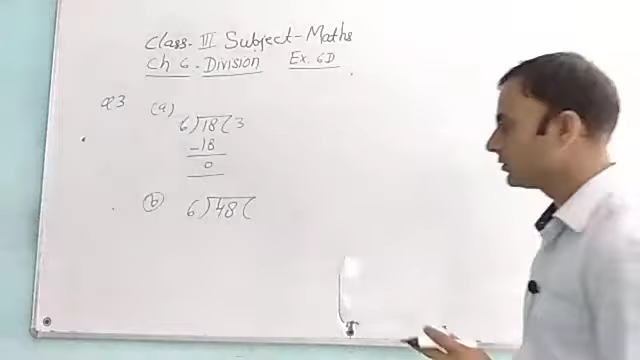 Class-III Subject-Maths
Ch 6 - Division Ex. 6D
Q3 (a)
6)18(3
-18
0
(b) 6)48(